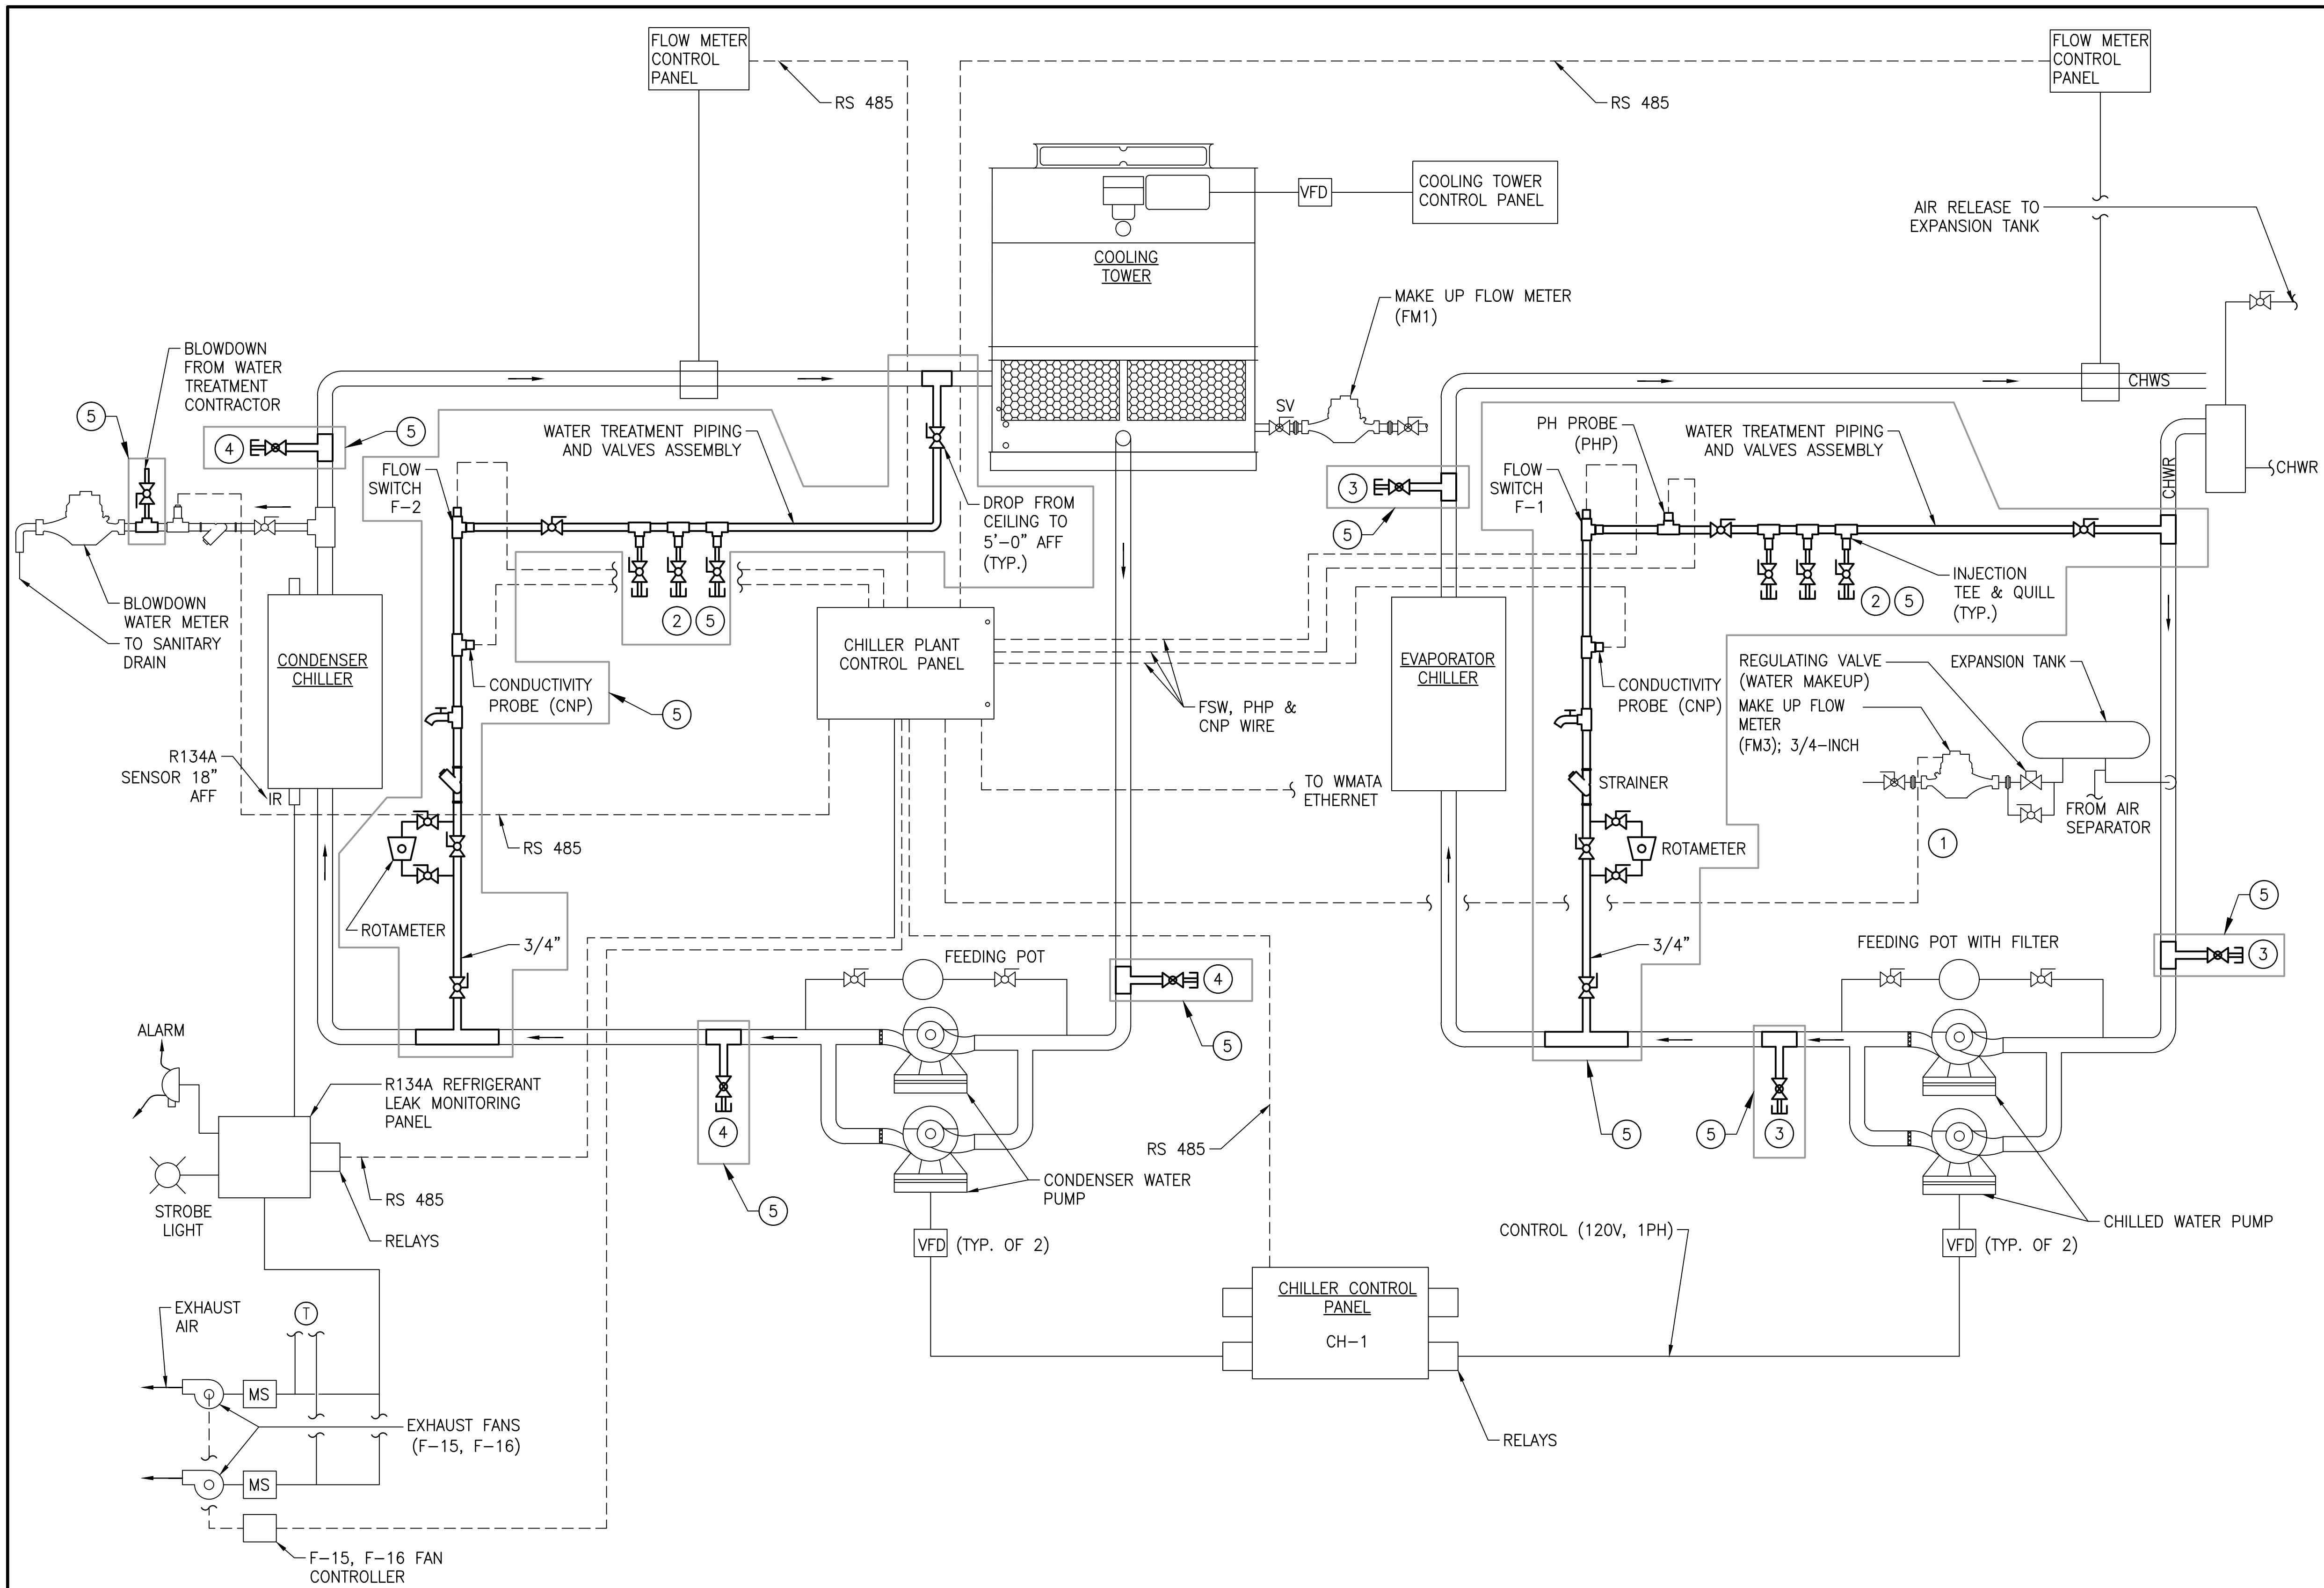 FLOW METER
CONTROL
PANEL
RS 485
RS 485
FLOW METER
CONTROL
PANEL
VFD
COOLING TOWER
CONTROL PANEL
AIR RELEASE TO
EXPANSION TANK
COOLING
TOWER
MAKE UP FLOW METER
(FM1)
SV
BLOWDOWN
FROM WATER
TREATMENT
CONTRACTOR
5
4
5
WATER TREATMENT PIPING
AND VALVES ASSEMBLY
FLOW
SWITCH
F-2
DROP FROM
CEILING TO
5'-0" AFF
(TYP.)
3
5
PH PROBE
(PHP)
FLOW
SWITCH
F-1
WATER TREATMENT PIPING
AND VALVES ASSEMBLY
CHWS
CHWR
CHWR
INJECTION
TEE & QUILL
(TYP.)
2
5
2
5
BLOWDOWN
WATER METER
TO SANITARY
DRAIN
CONDENSER
CHILLER
CONDUCTIVITY
PROBE (CNP)
5
CHILLER PLANT
CONTROL PANEL
FSW, PHP &
CNP WIRE
EVAPORATOR
CHILLER
CONDUCTIVITY
PROBE (CNP)
REGULATING VALVE
(WATER MAKEUP)
MAKE UP FLOW
METER
(FM3); 3/4-INCH
EXPANSION TANK
FROM AIR
SEPARATOR
R134A
SENSOR 18"
AFF
IR
TO WMATA
ETHERNET
STRAINER
RS 485
ROTAMETER
ROTAMETER
1
3/4"
3/4"
FEEDING POT
4
5
FEEDING POT WITH FILTER
5
3
ALARM
R134A REFRIGERANT
LEAK MONITORING
PANEL
4
5
RS 485
5
5
3
STROBE
LIGHT
RS 485
RELAYS
CONDENSER WATER
PUMP
VFD
(TYP. OF 2)
CONTROL (120V, 1PH)
CHILLED WATER PUMP
VFD
(TYP. OF 2)
CHILLER CONTROL
PANEL
CH-1
RELAYS
EXHAUST
AIR
T
MS
EXHAUST FANS
(F-15, F-16)
MS
F-15, F-16 FAN
CONTROLLER